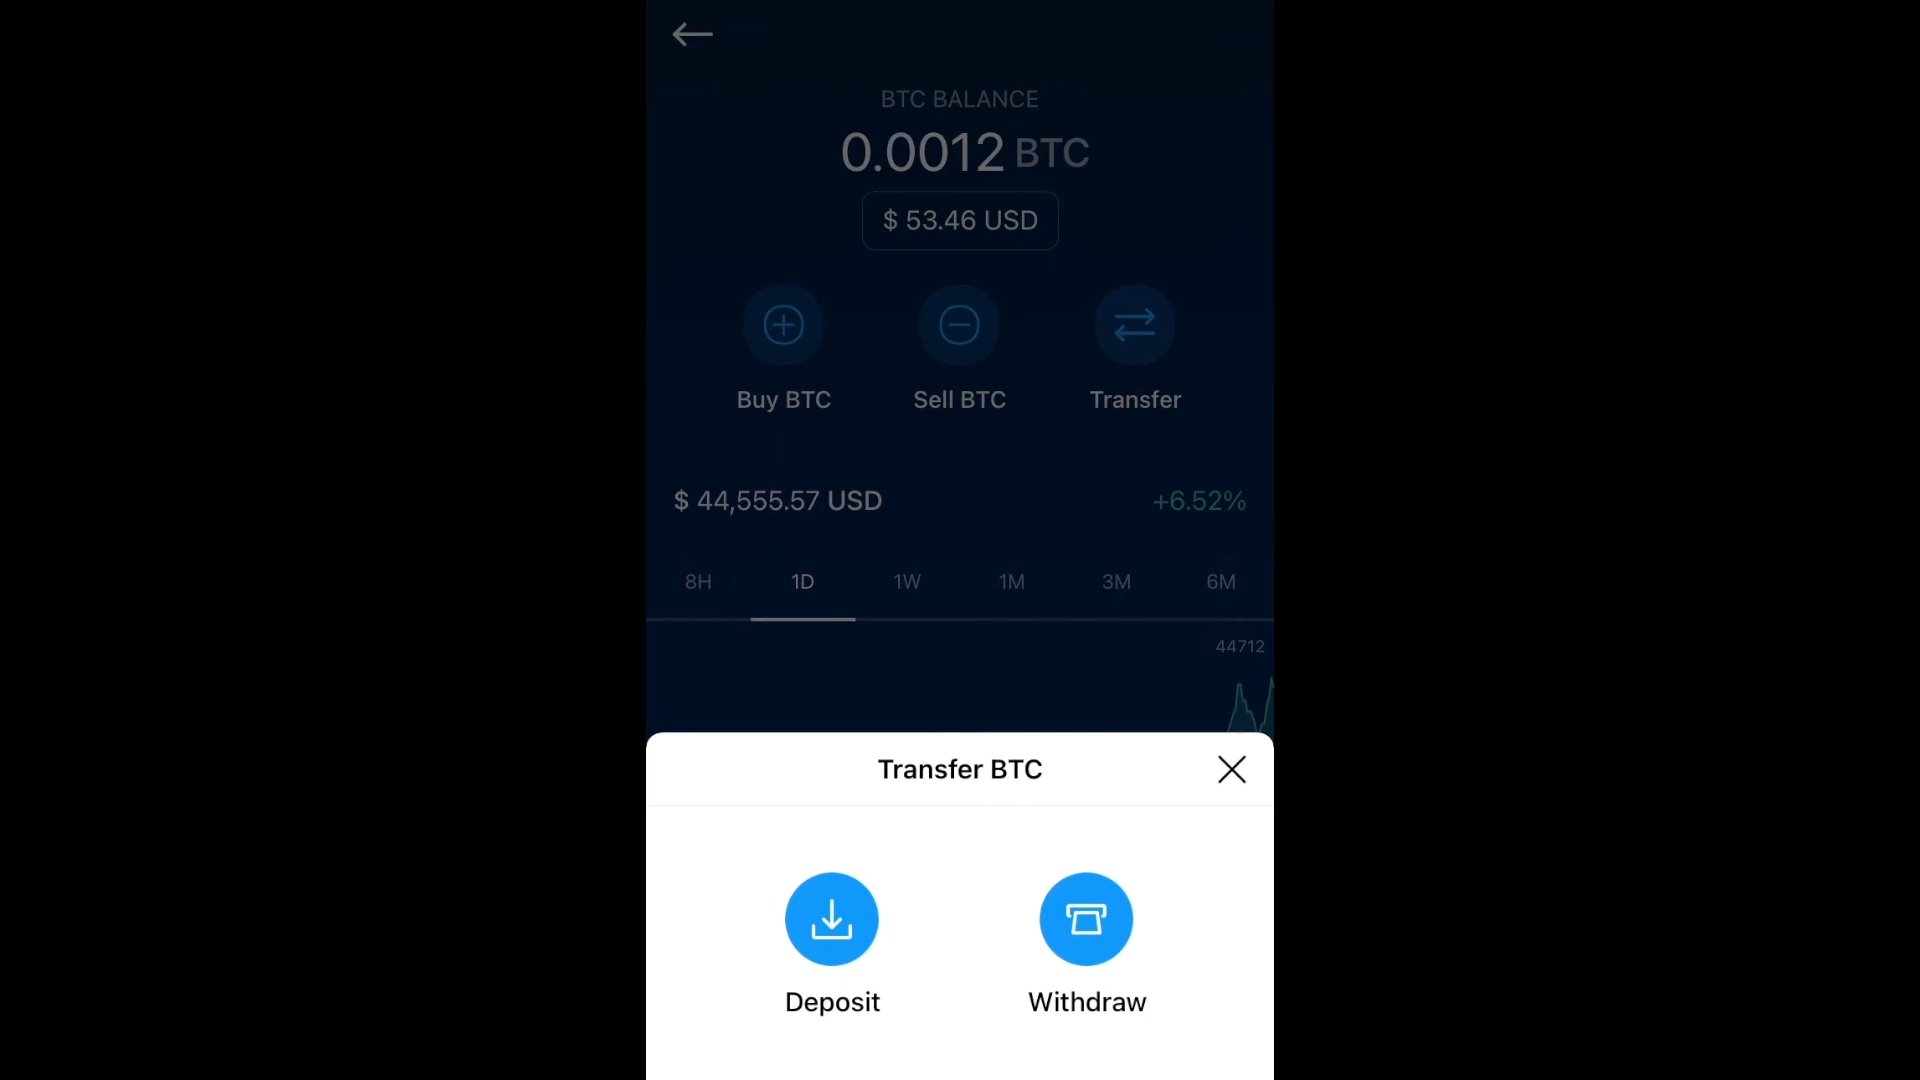 BTC BALANCE
0.0012 BTC
$ 53.46 USD
Buy BTC
Sell BTC
Transfer
$ 44,555.57 USD
+6.52%
8H
1D
1W
1M
3M
6M
44712
Transfer BTC
Deposit
Withdraw